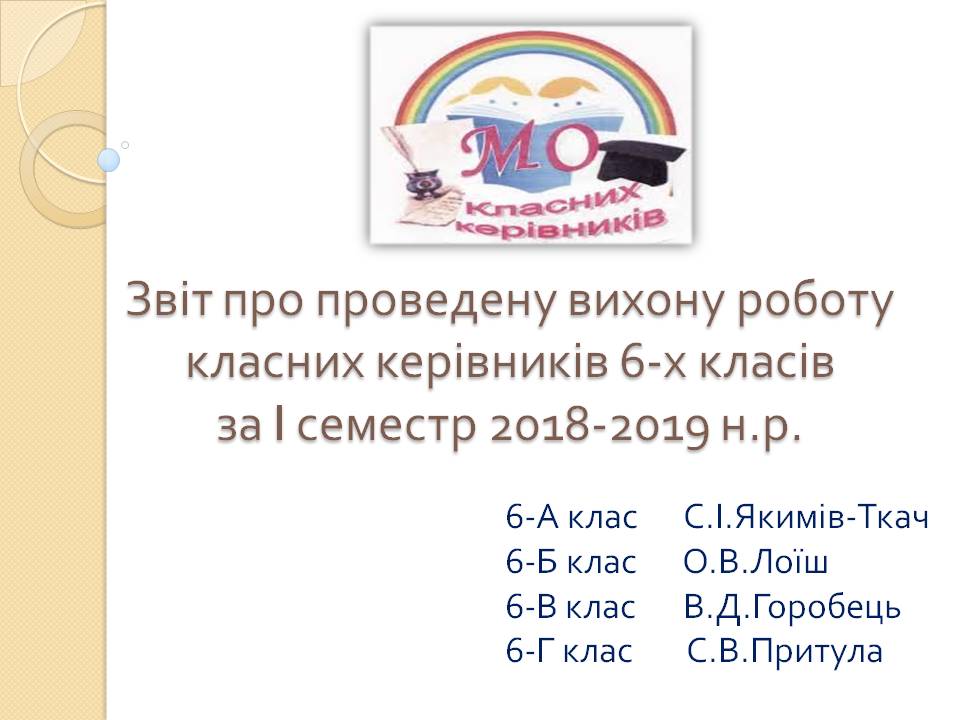 МО
класних
керівників
Звіт про проведену вихону роботу
класних керівників 6-х класів
за І семестр 2018-2019 н.р.
6-А клас С.І.Якимів-Ткач
6-Б клас О.В.Лоїш
6-В клас В.Д.Горобець
6-Г клас С.В.Притула